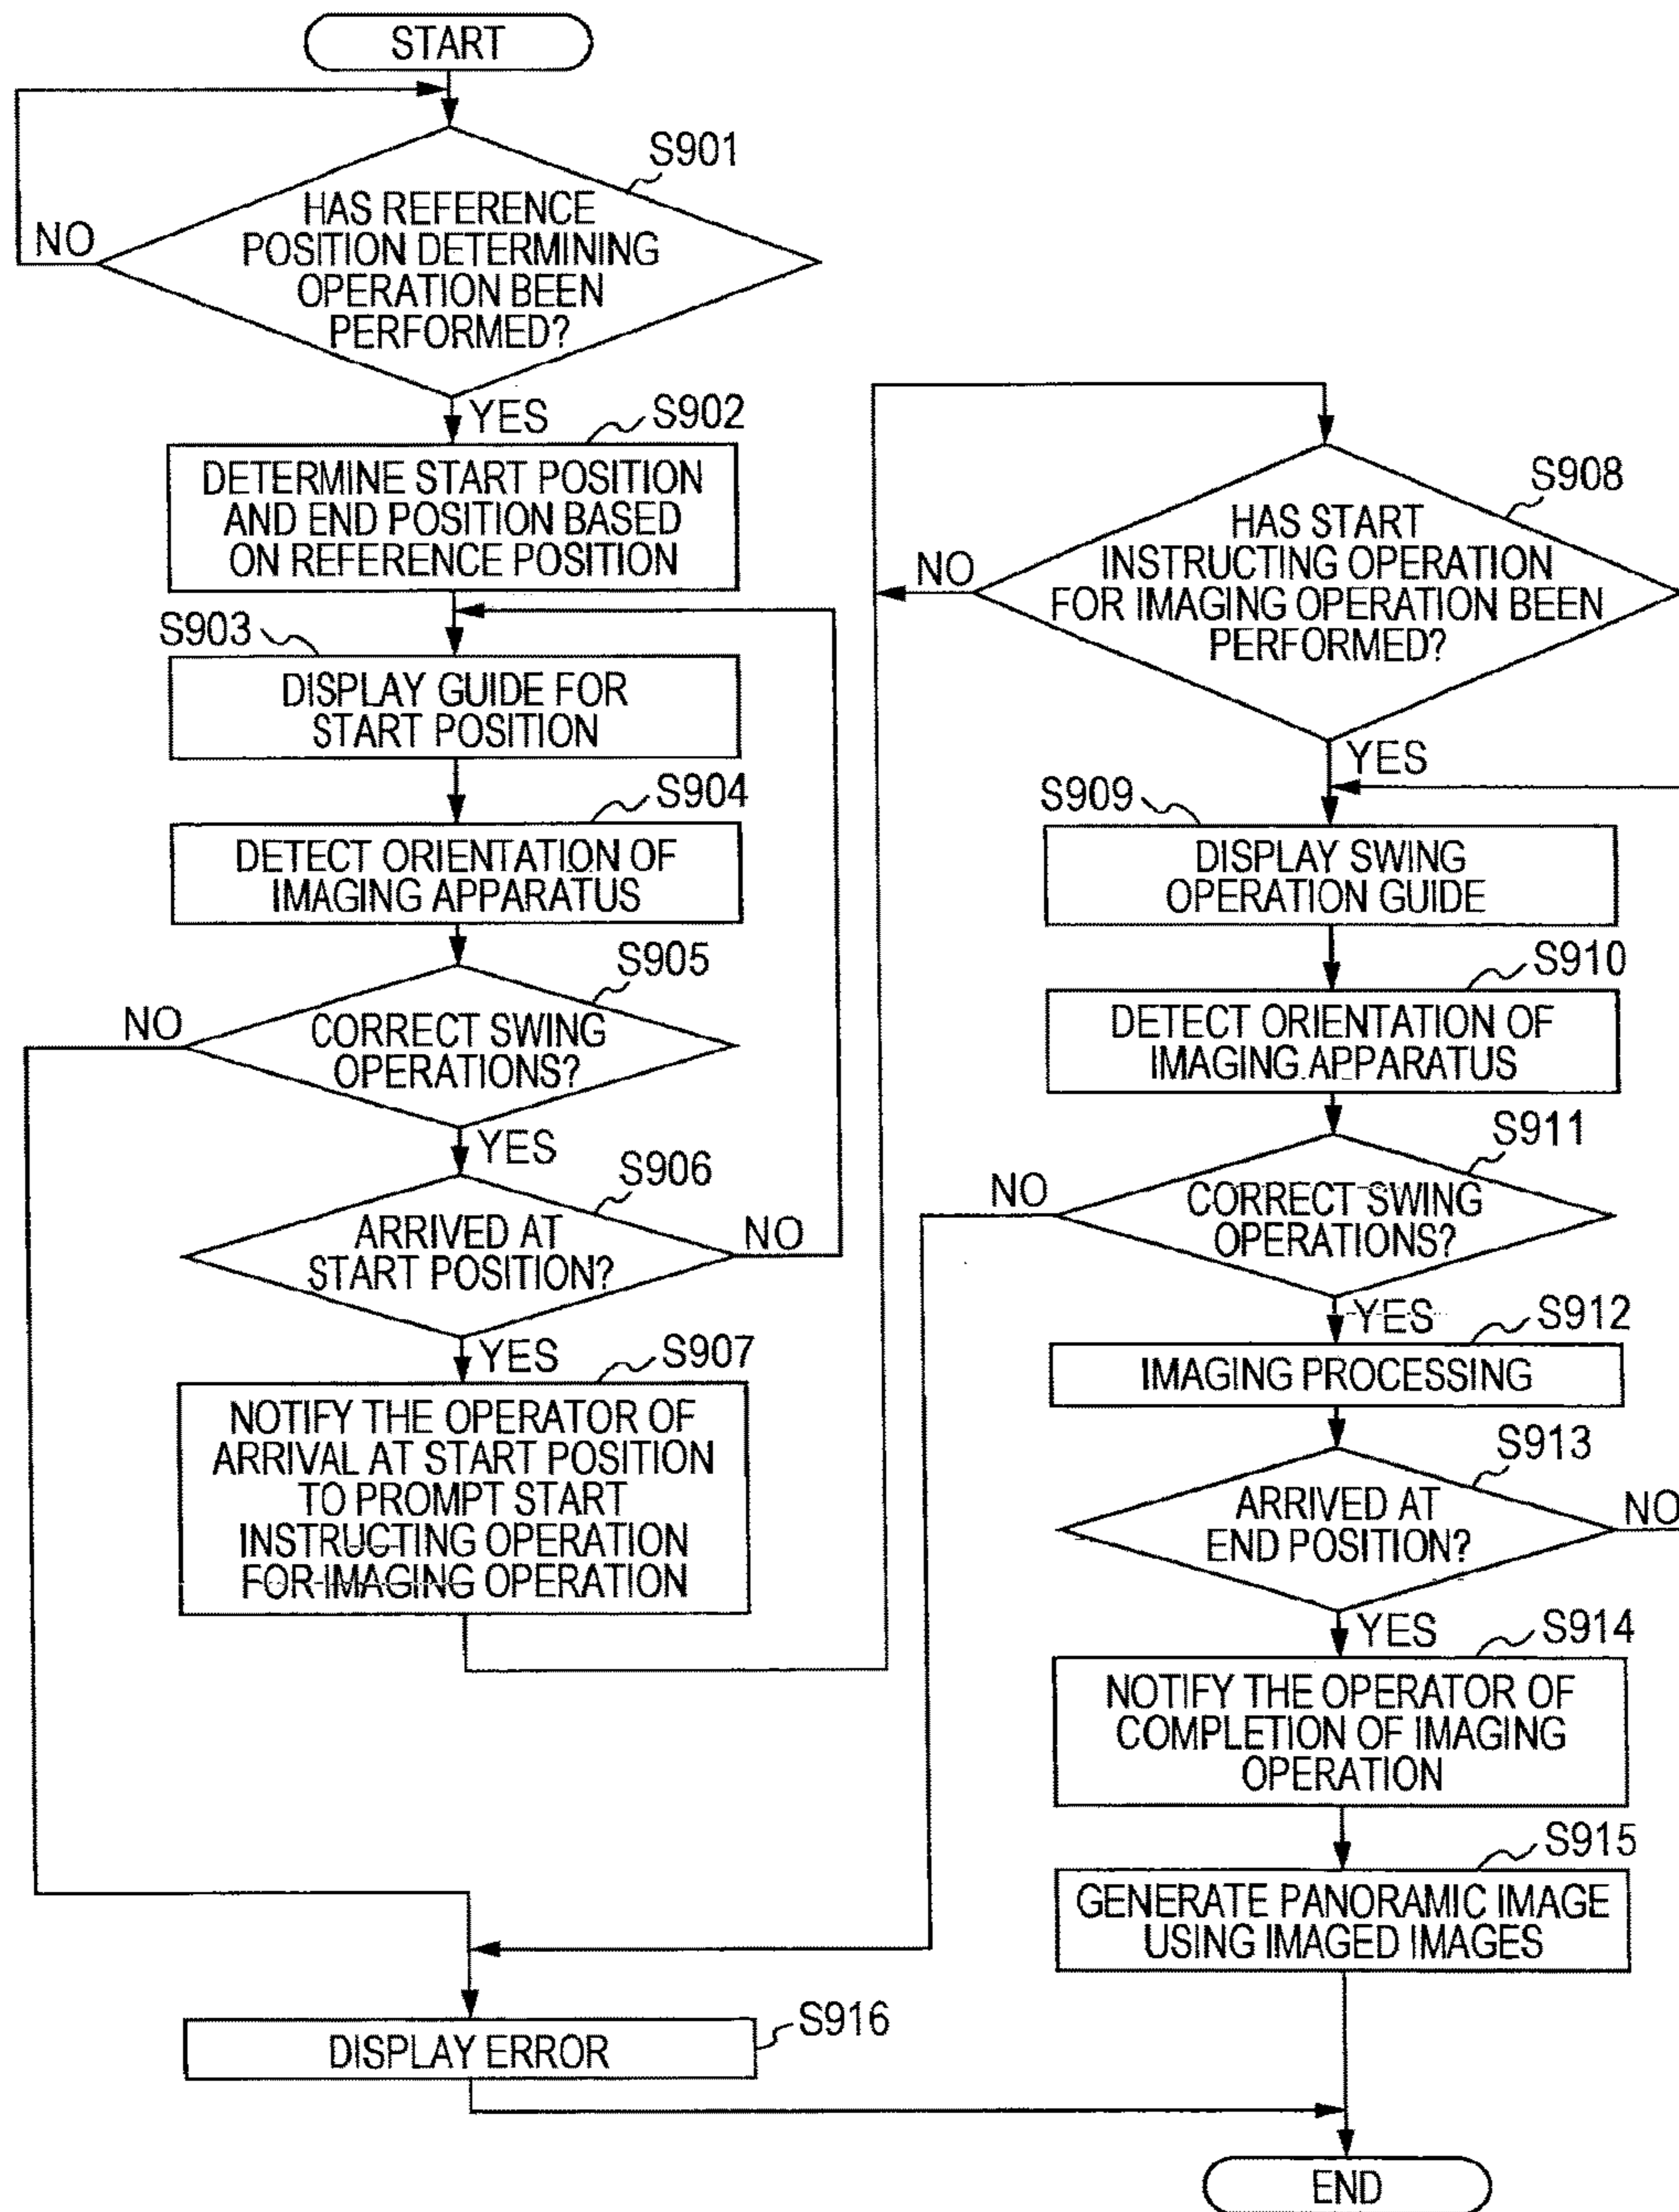 START
S901
HAS REFERENCE
POSITION DETERMINING
OPERATION BEEN
PERFORMED?
NO
YES
S902
DETERMINE START POSITION
AND END POSITION BASED
ON REFERENCE POSITION
S903
DISPLAY GUIDE FOR
START POSITION
S904
DETECT ORIENTATION OF
IMAGING APPARATUS
S905
NO
CORRECT SWING
OPERATIONS?
YES
S906
ARRIVED AT
START POSITION?
NO
YES
S907
NOTIFY THE OPERATOR OF
ARRIVAL AT START POSITION
TO PROMPT START
INSTRUCTING OPERATION
FOR IMAGING OPERATION
S908
HAS START
INSTRUCTING OPERATION
FOR IMAGING OPERATION BEEN
PERFORMED?
NO
YES
S909
DISPLAY SWING
OPERATION GUIDE
S910
DETECT ORIENTATION OF
IMAGING APPARATUS
S911
NO
CORRECT SWING
OPERATIONS?
YES
S912
IMAGING PROCESSING
S913
ARRIVED AT
END POSITION?
NO
YES
S914
NOTIFY THE OPERATOR OF
COMPLETION OF IMAGING
OPERATION
S915
GENERATE PANORAMIC IMAGE
USING IMAGED IMAGES
S916
DISPLAY ERROR
END